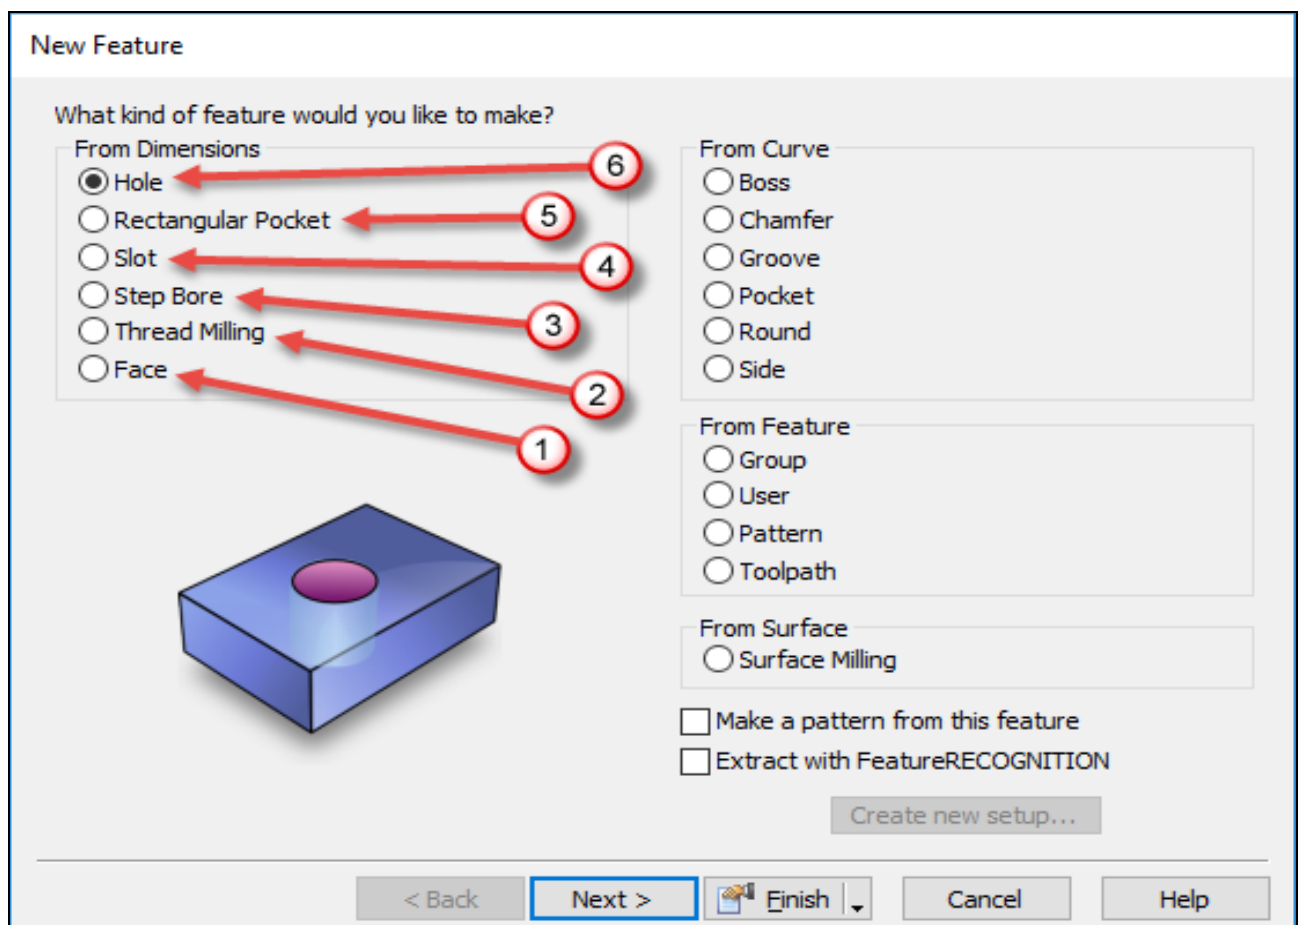 New Feature
What kind of feature would you like to make?
From Dimensions
Hole
6
Rectangular Pocket
5
Slot
4
Step Bore
3
Thread Milling
2
Face
1
From Curve
Boss
Chamfer
Groove
Pocket
Round
Side
From Feature
Group
User
Pattern
Toolpath
From Surface
Surface Milling
Make a pattern from this feature
Extract with FeatureRECOGNITION
Create new setup...
< Back
Next >
Finish
Cancel
Help